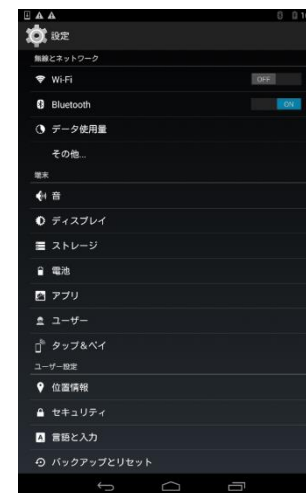 設定
無線とネットワーク
Wi-Fi
OFF
Bluetooth
ON
データ使用量
その他...
端末
音
ディスプレイ
ストレージ
電池
アプリ
ユーザー
タップ&ペイ
ユーザー設定
位置情報
セキュリティ
A 言語と入力
バックアップとリセット